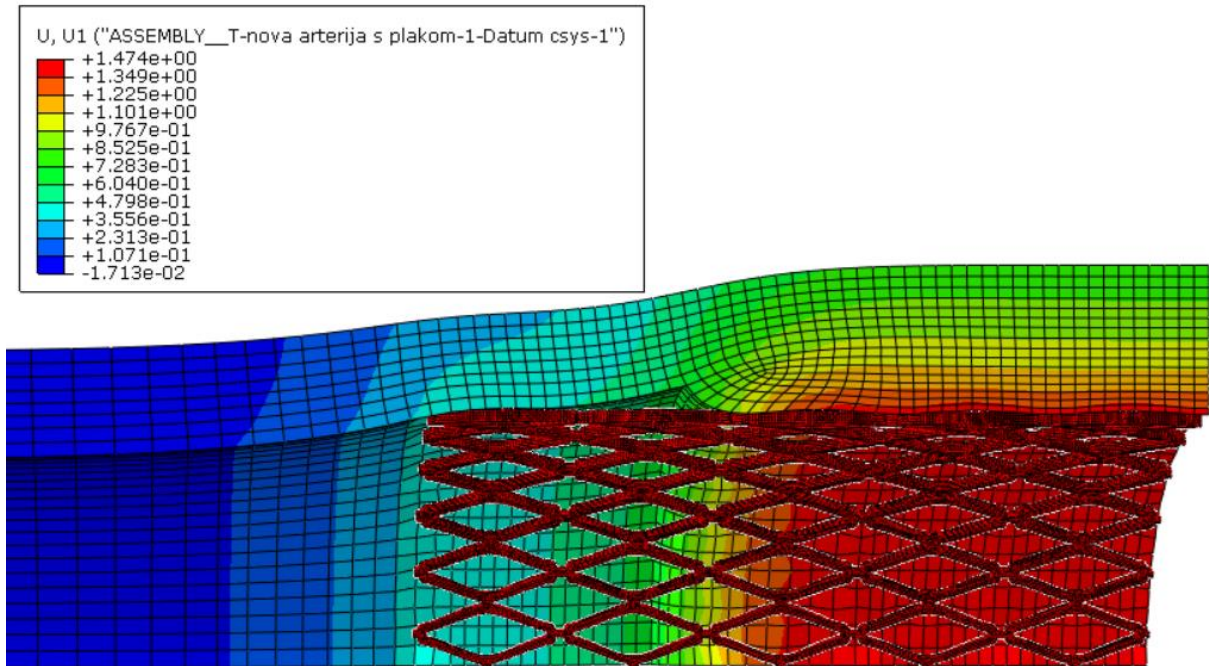 U, U1 ("ASSEMBLY__T-nova arterija s plakom-1-Datum csys-1")
+1.474e+00
+1.349e+00
+1.225e+00
+1.101e+00
+9.767e-01
+8.525e-01
+7.283e-01
+6.040e-01
+4.798e-01
+3.556e-01
+2.313e-01
+1.071e-01
-1.713e-02